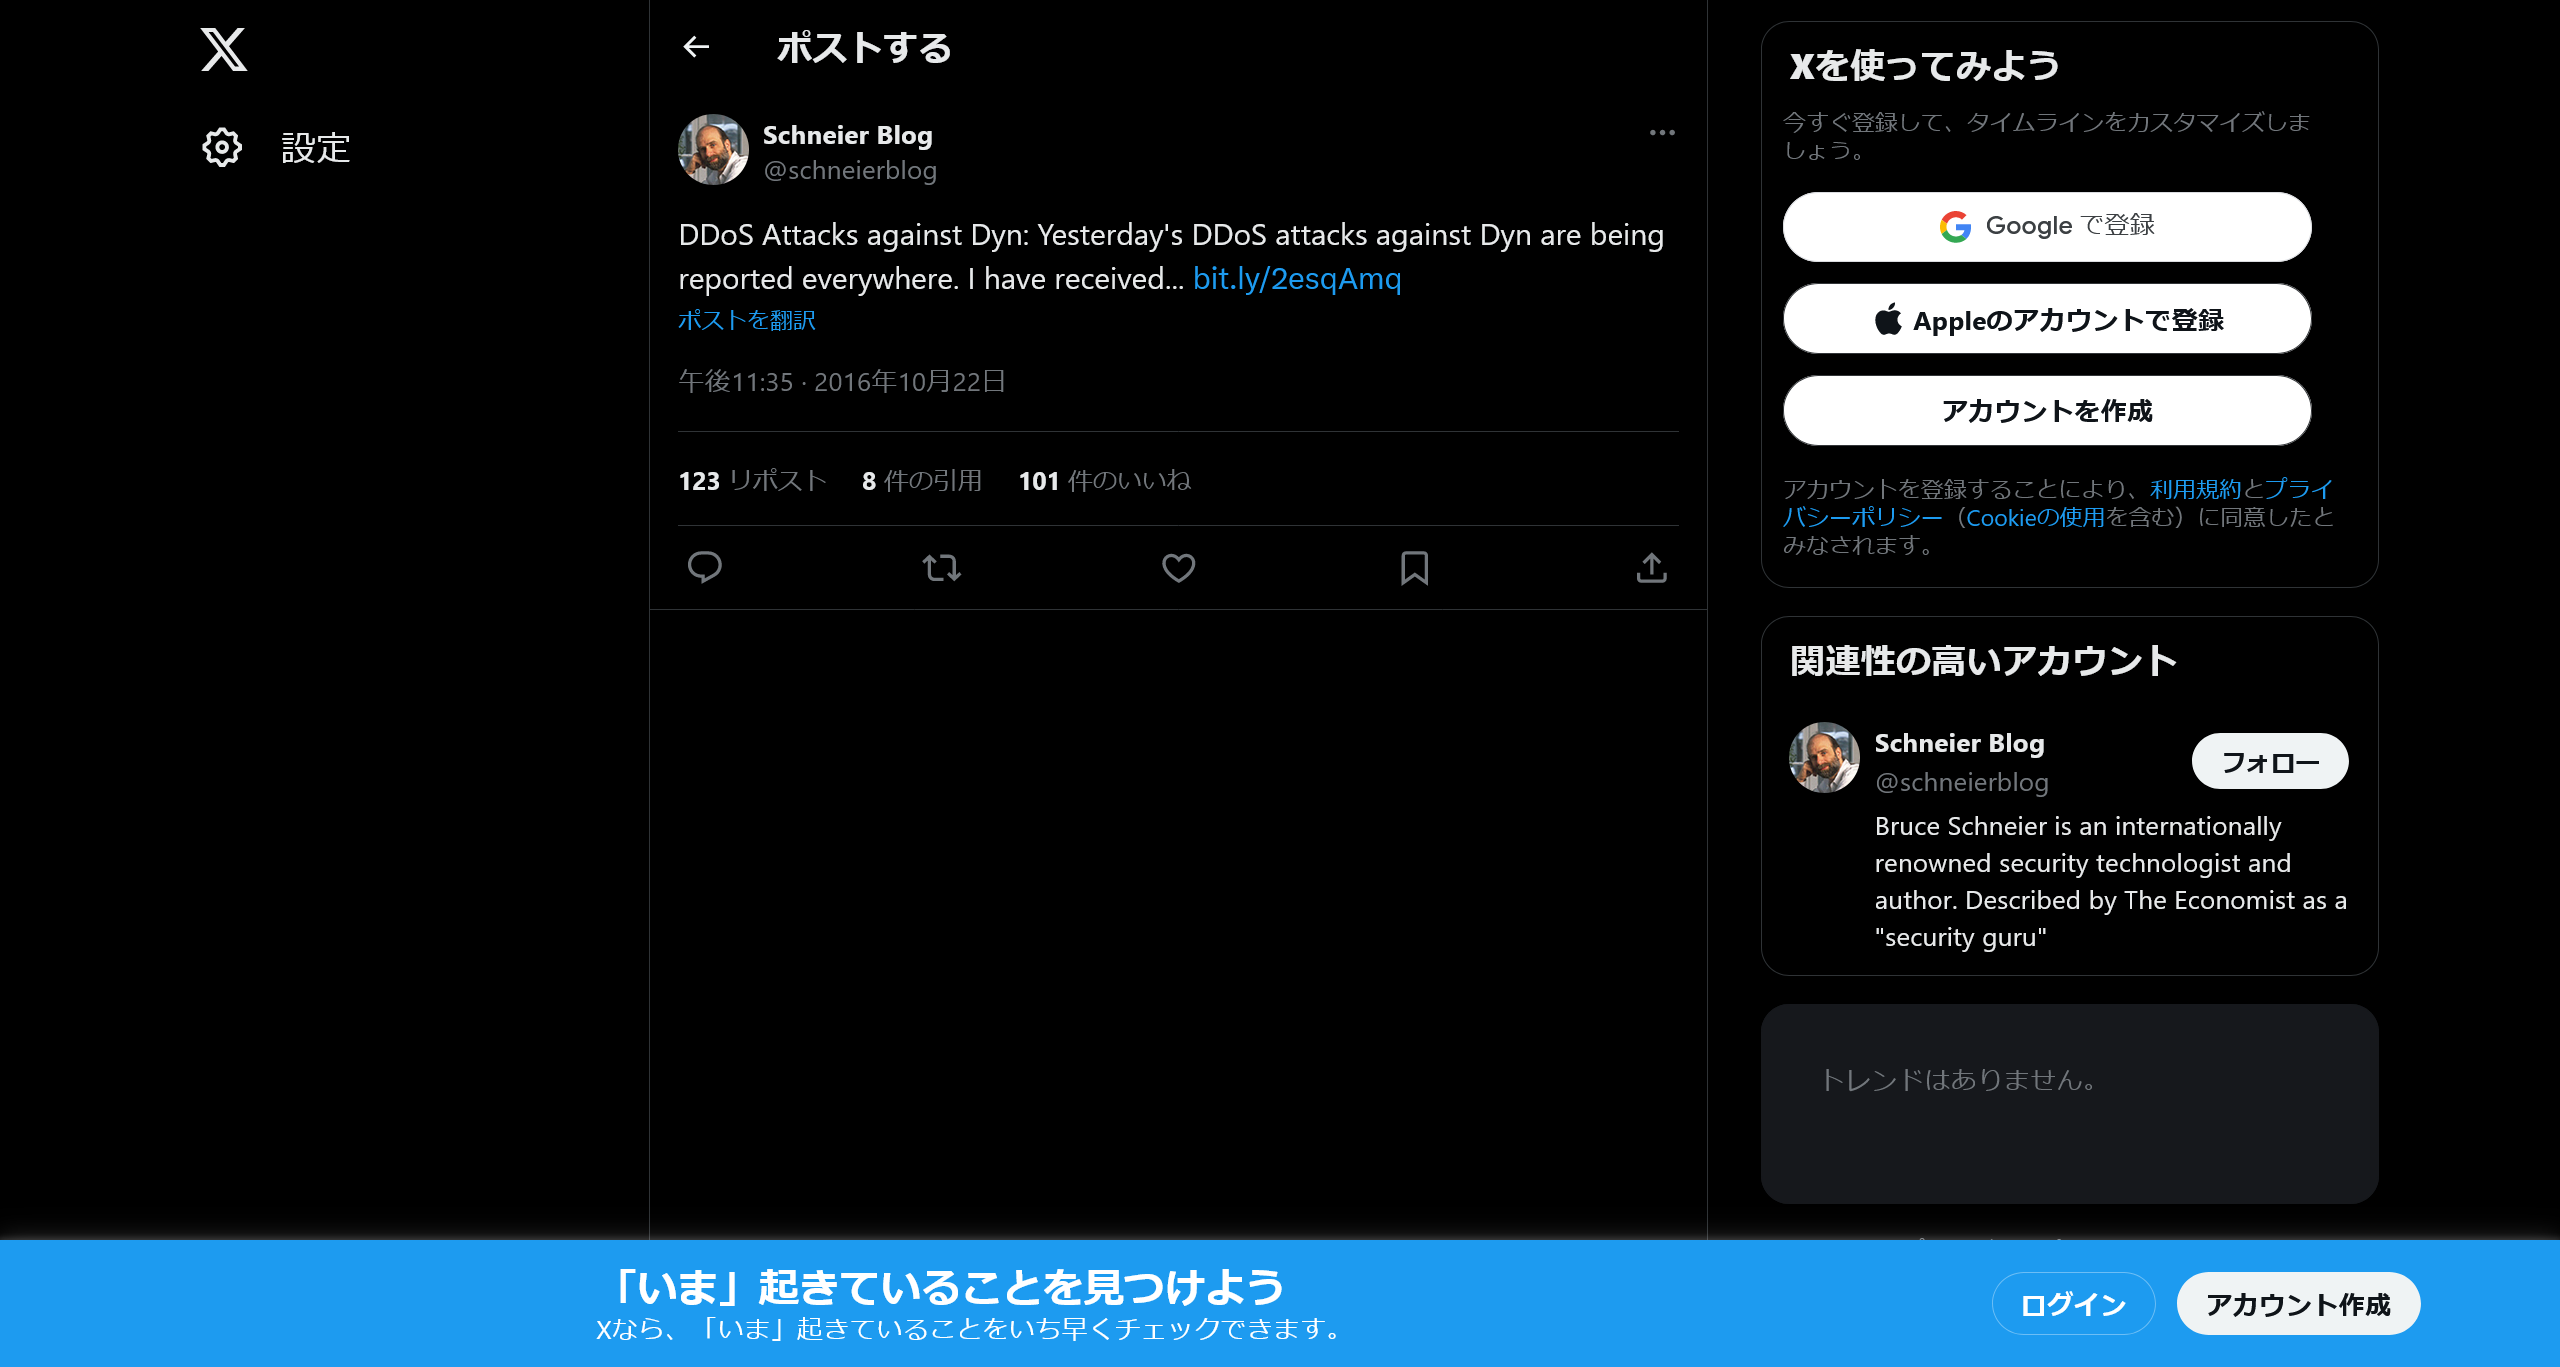 設定
ポストする
Schneier Blog
@schneierblog
DDoS Attacks against Dyn: Yesterday's DDoS attacks against Dyn are being
reported everywhere. I have received... bit.ly/2esqAmq
ポストを翻訳
午後11:35 · 2016年10月22日
123 リポスト 8 件の引用 101 件のいいね
Xを使ってみよう
今すぐ登録して、タイムラインをカスタマイズしま
しょう。
Google で登録
Appleのアカウントで登録
アカウントを作成
アカウントを登録することにより、利用規約とプライ
バシーポリシー（Cookieの使用を含む）に同意したと
みなされます。
関連性の高いアカウント
Schneier Blog
@schneierblog
フォロー
Bruce Schneier is an internationally
renowned security technologist and
author. Described by The Economist as a
"security guru"
トレンドはありません。
「いま」起きていることを見つけよう
Xなら、「いま」起きていることをいち早くチェックできます。
ログイン
アカウント作成